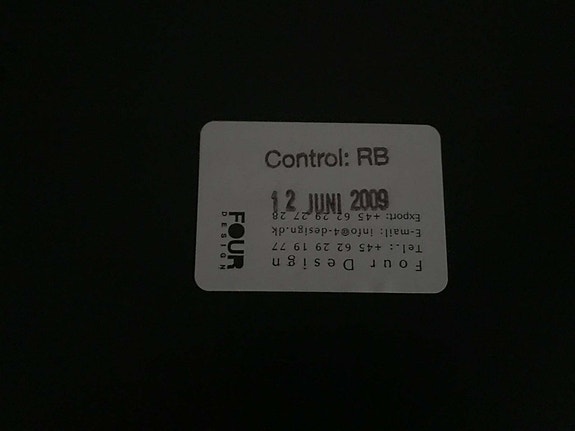 Control: RB
12 JUNI 2009
Four Design
Tel.: +45 62 29 19 77
E-mail: info@4-design.dk
Export: +45 62 29 27 28
FOUR
DESIGN